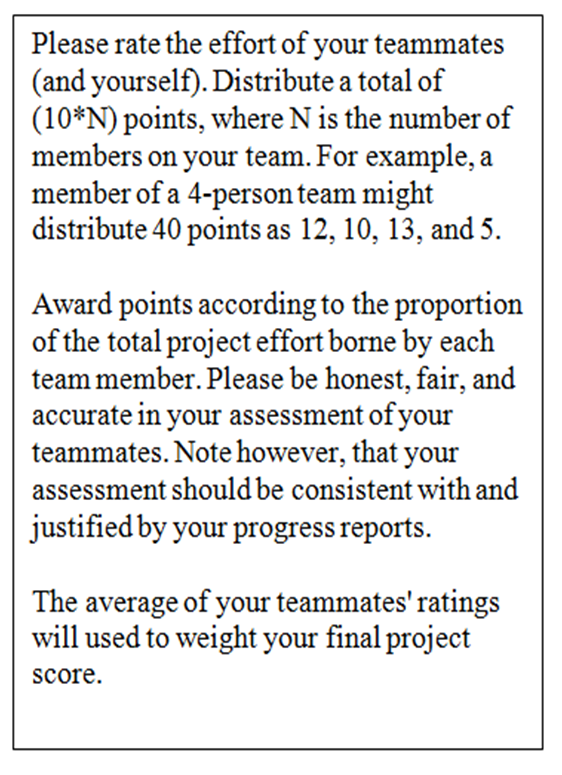 Please rate the effort of your teammates
(and yourself). Distribute a total of
(10*N) points, where N is the number of
members on your team. For example, a
member of a 4-person team might
distribute 40 points as 12, 10, 13, and 5.

Award points according to the proportion
of the total project effort borne by each
team member. Please be honest, fair, and
accurate in your assessment of your
teammates. Note however, that your
assessment should be consistent with and
justified by your progress reports.

The average of your teammates' ratings
will used to weight your final project
score.